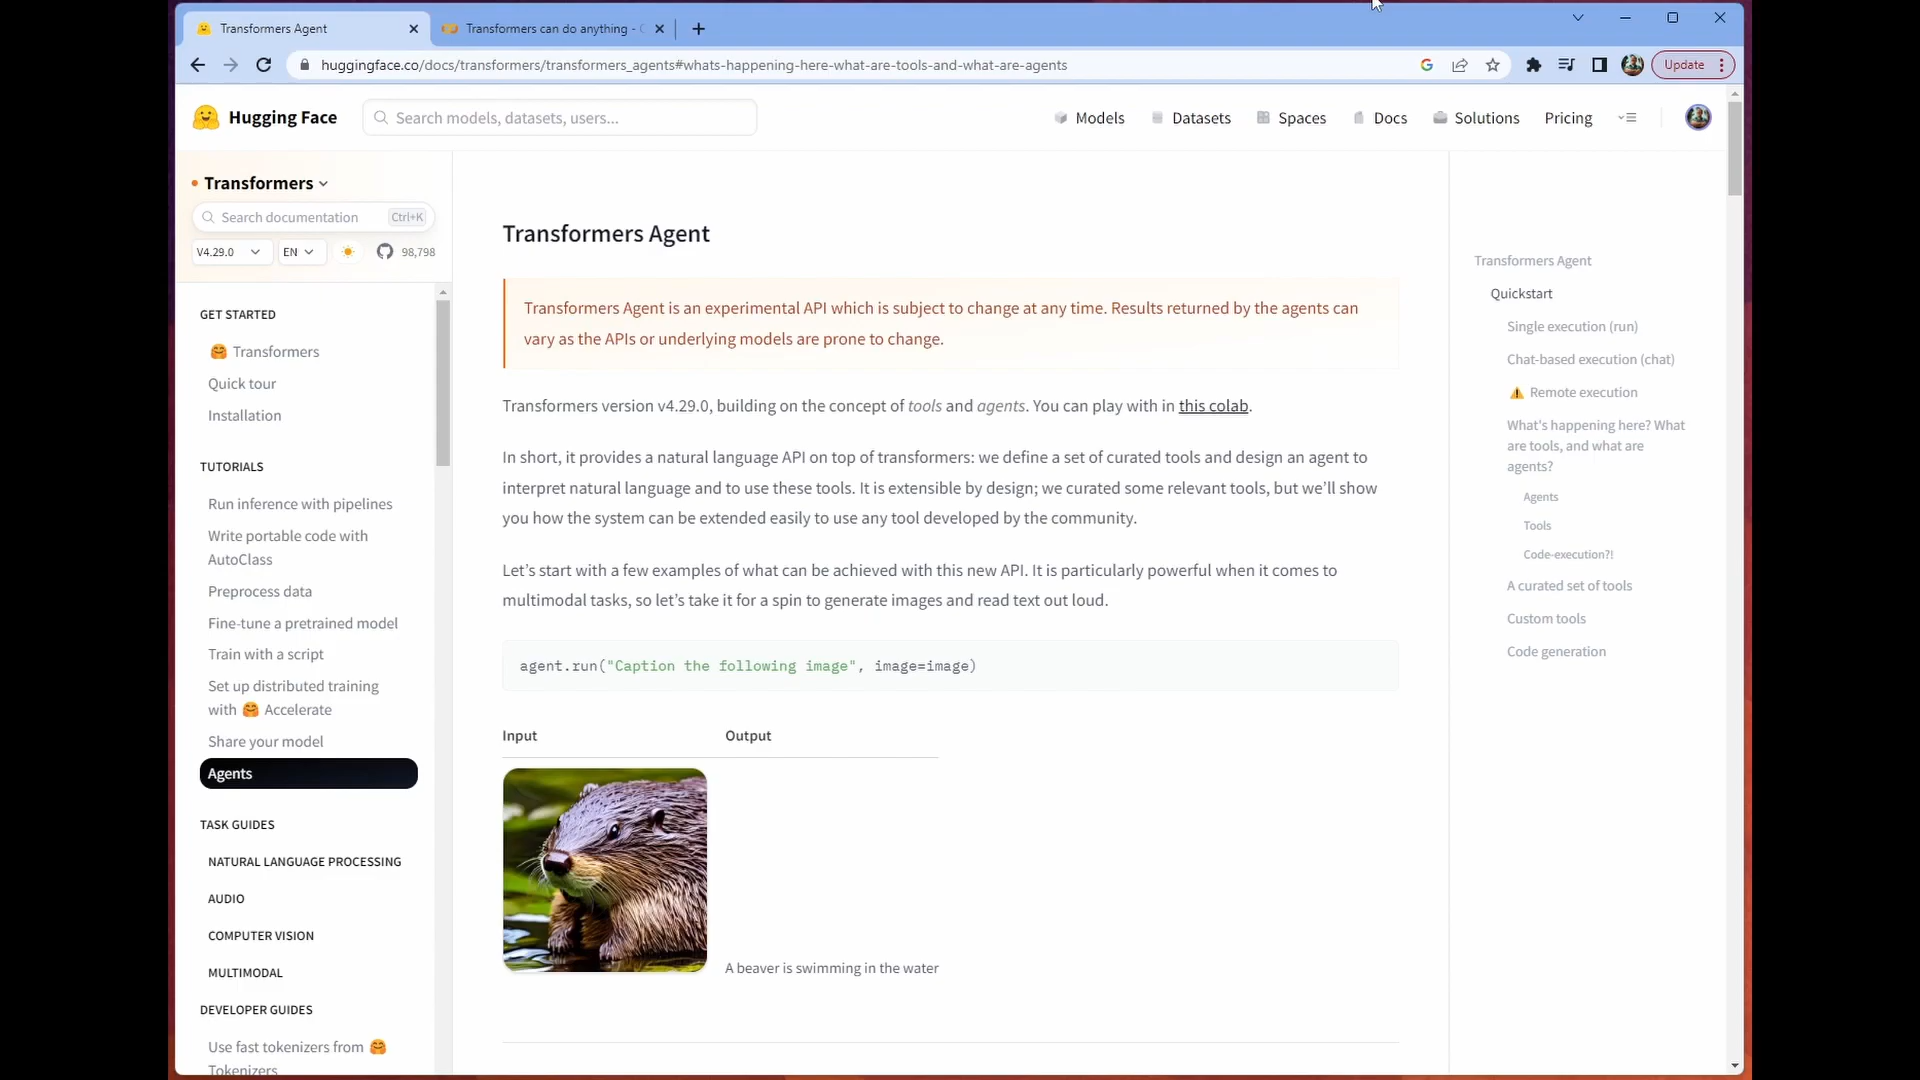 Transformers Agent
Transformers can do anything -
huggingface.co/docs/transformers/transformers_agents#whats-happening-here-what-are-tools-and-what-are-agents
Update
Hugging Face
Search models, datasets, users...
Models
Datasets
Spaces
Docs
Solutions
Pricing
Transformers
Search documentation
Ctrl+K
V4.29.0
EN
98,798
GET STARTED
Transformers
Quick tour
Installation
TUTORIALS
Run inference with pipelines
Write portable code with
AutoClass
Preprocess data
Fine-tune a pretrained model
Train with a script
Set up distributed training
with 🤗 Accelerate
Share your model
Agents
TASK GUIDES
NATURAL LANGUAGE PROCESSING
AUDIO
COMPUTER VISION
MULTIMODAL
DEVELOPER GUIDES
Use fast tokenizers from 🤗
Tokenizers
Transformers Agent
Transformers Agent is an experimental API which is subject to change at any time. Results returned by the agents can
vary as the APIs or underlying models are prone to change.
Transformers version v4.29.0, building on the concept of tools and agents. You can play with in this colab.
In short, it provides a natural language API on top of transformers: we define a set of curated tools and design an agent to
interpret natural language and to use these tools. It is extensible by design; we curated some relevant tools, but we'll show
you how the system can be extended easily to use any tool developed by the community.
Let's start with a few examples of what can be achieved with this new API. It is particularly powerful when it comes to
multimodal tasks, so let's take it for a spin to generate images and read text out loud.
agent.run("Caption the following image", image=image)
Input
Output
A beaver is swimming in the water
Transformers Agent
Quickstart
Single execution (run)
Chat-based execution (chat)
⚠️ Remote execution
What's happening here? What
are tools, and what are
agents?
Agents
Tools
Code-execution?!
A curated set of tools
Custom tools
Code generation